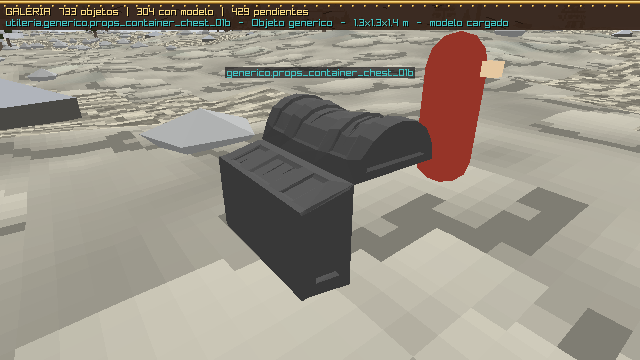 GALERIA 733 objetos | 304 con modelo | 429 pendientes
utileria:generico.props_container_chest_01b - Objeto generico - 1.3x1.3x1.4 m - modelo cargado
generico.props_container_chest_01b